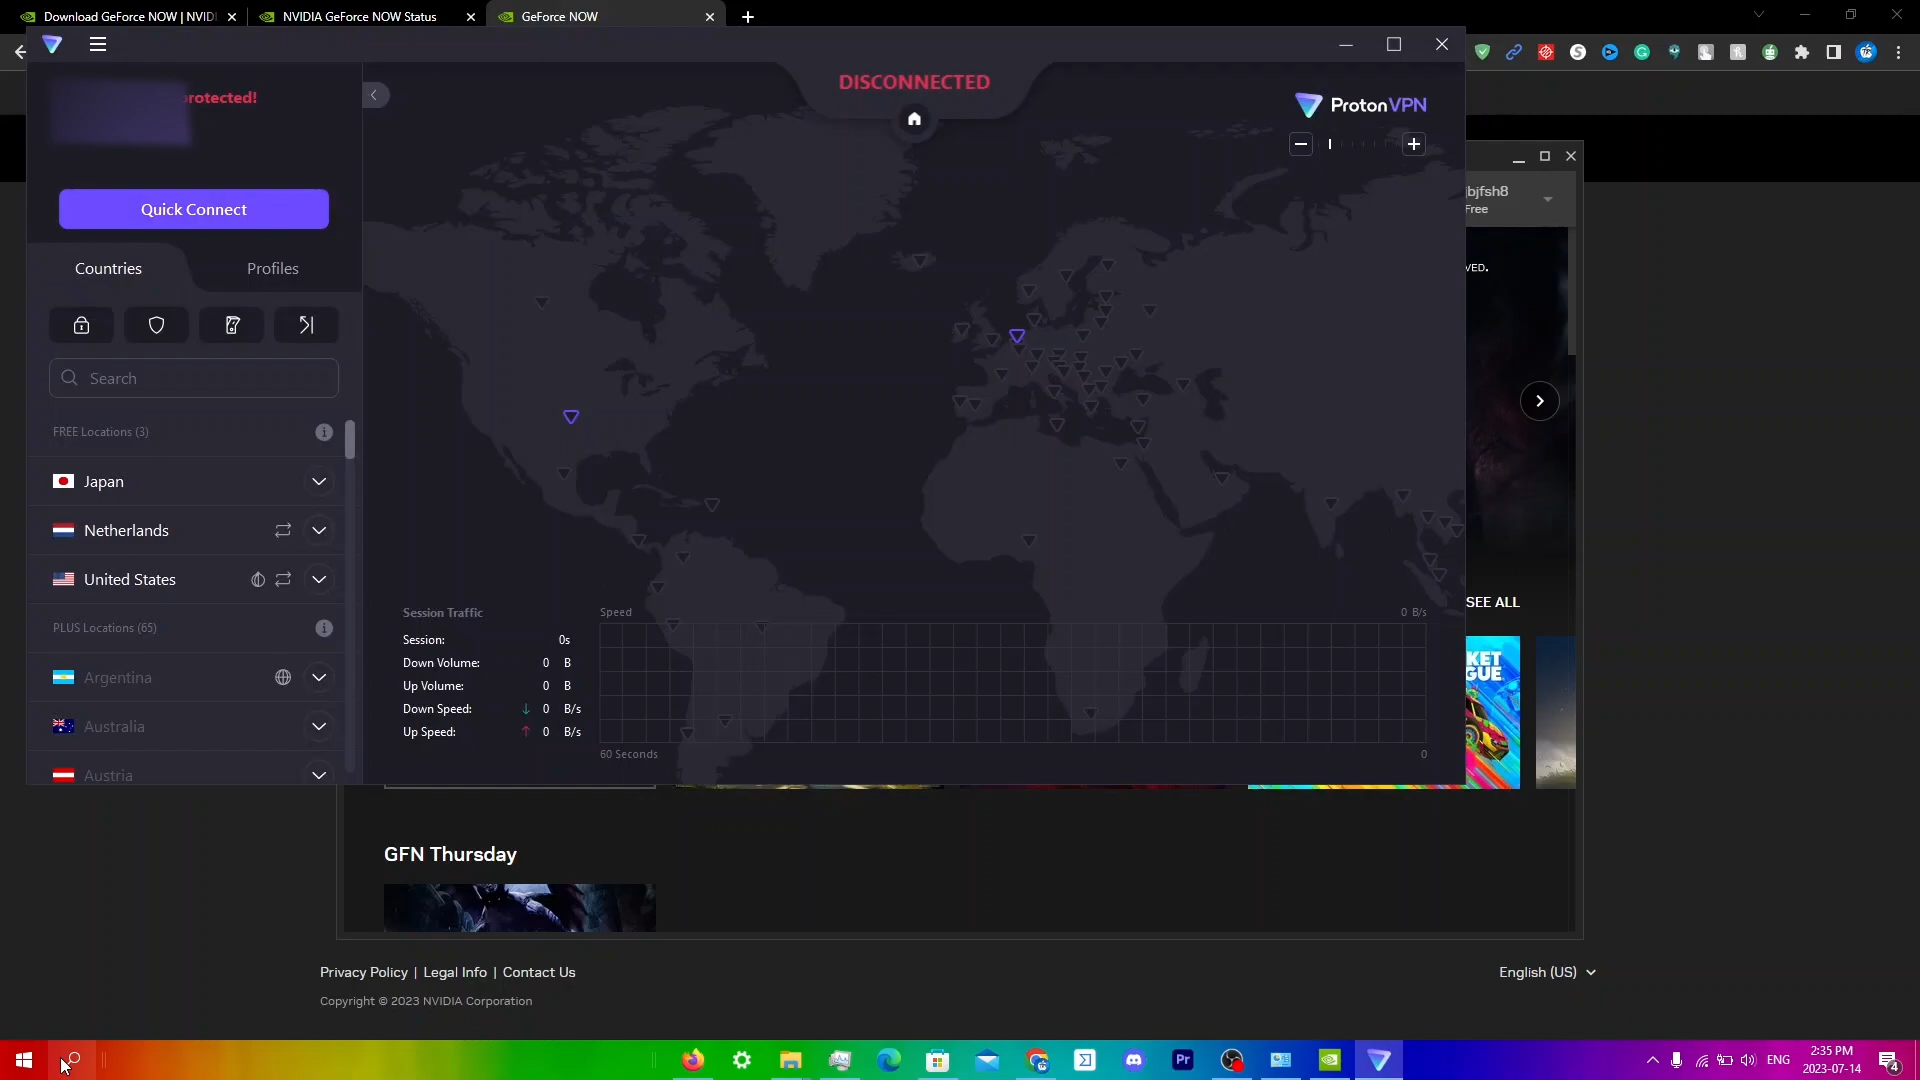 Download GeForce NOW | NVIDI
NVIDIA GeForce NOW Status
GeForce NOW
protected!
DISCONNECTED
ProtonVPN
jbjfsh8
Free
Quick Connect
Countries
Profiles
VED.
Search
FREE Locations (3)
Japan
Netherlands
United States
SEE ALL
PLUS Locations (65)
Argentina
Australia
Austria
Session Traffic
Session: 0s
Down Volume: 0 B
Up Volume: 0 B
Down Speed: 0 B/s
Up Speed: 0 B/s
Speed
0 B/s
60 Seconds
0
KET
GUE
GFN Thursday
Privacy Policy | Legal Info | Contact Us
English (US)
Copyright © 2023 NVIDIA Corporation
Pr
ENG
2:35 PM
2023-07-14
4